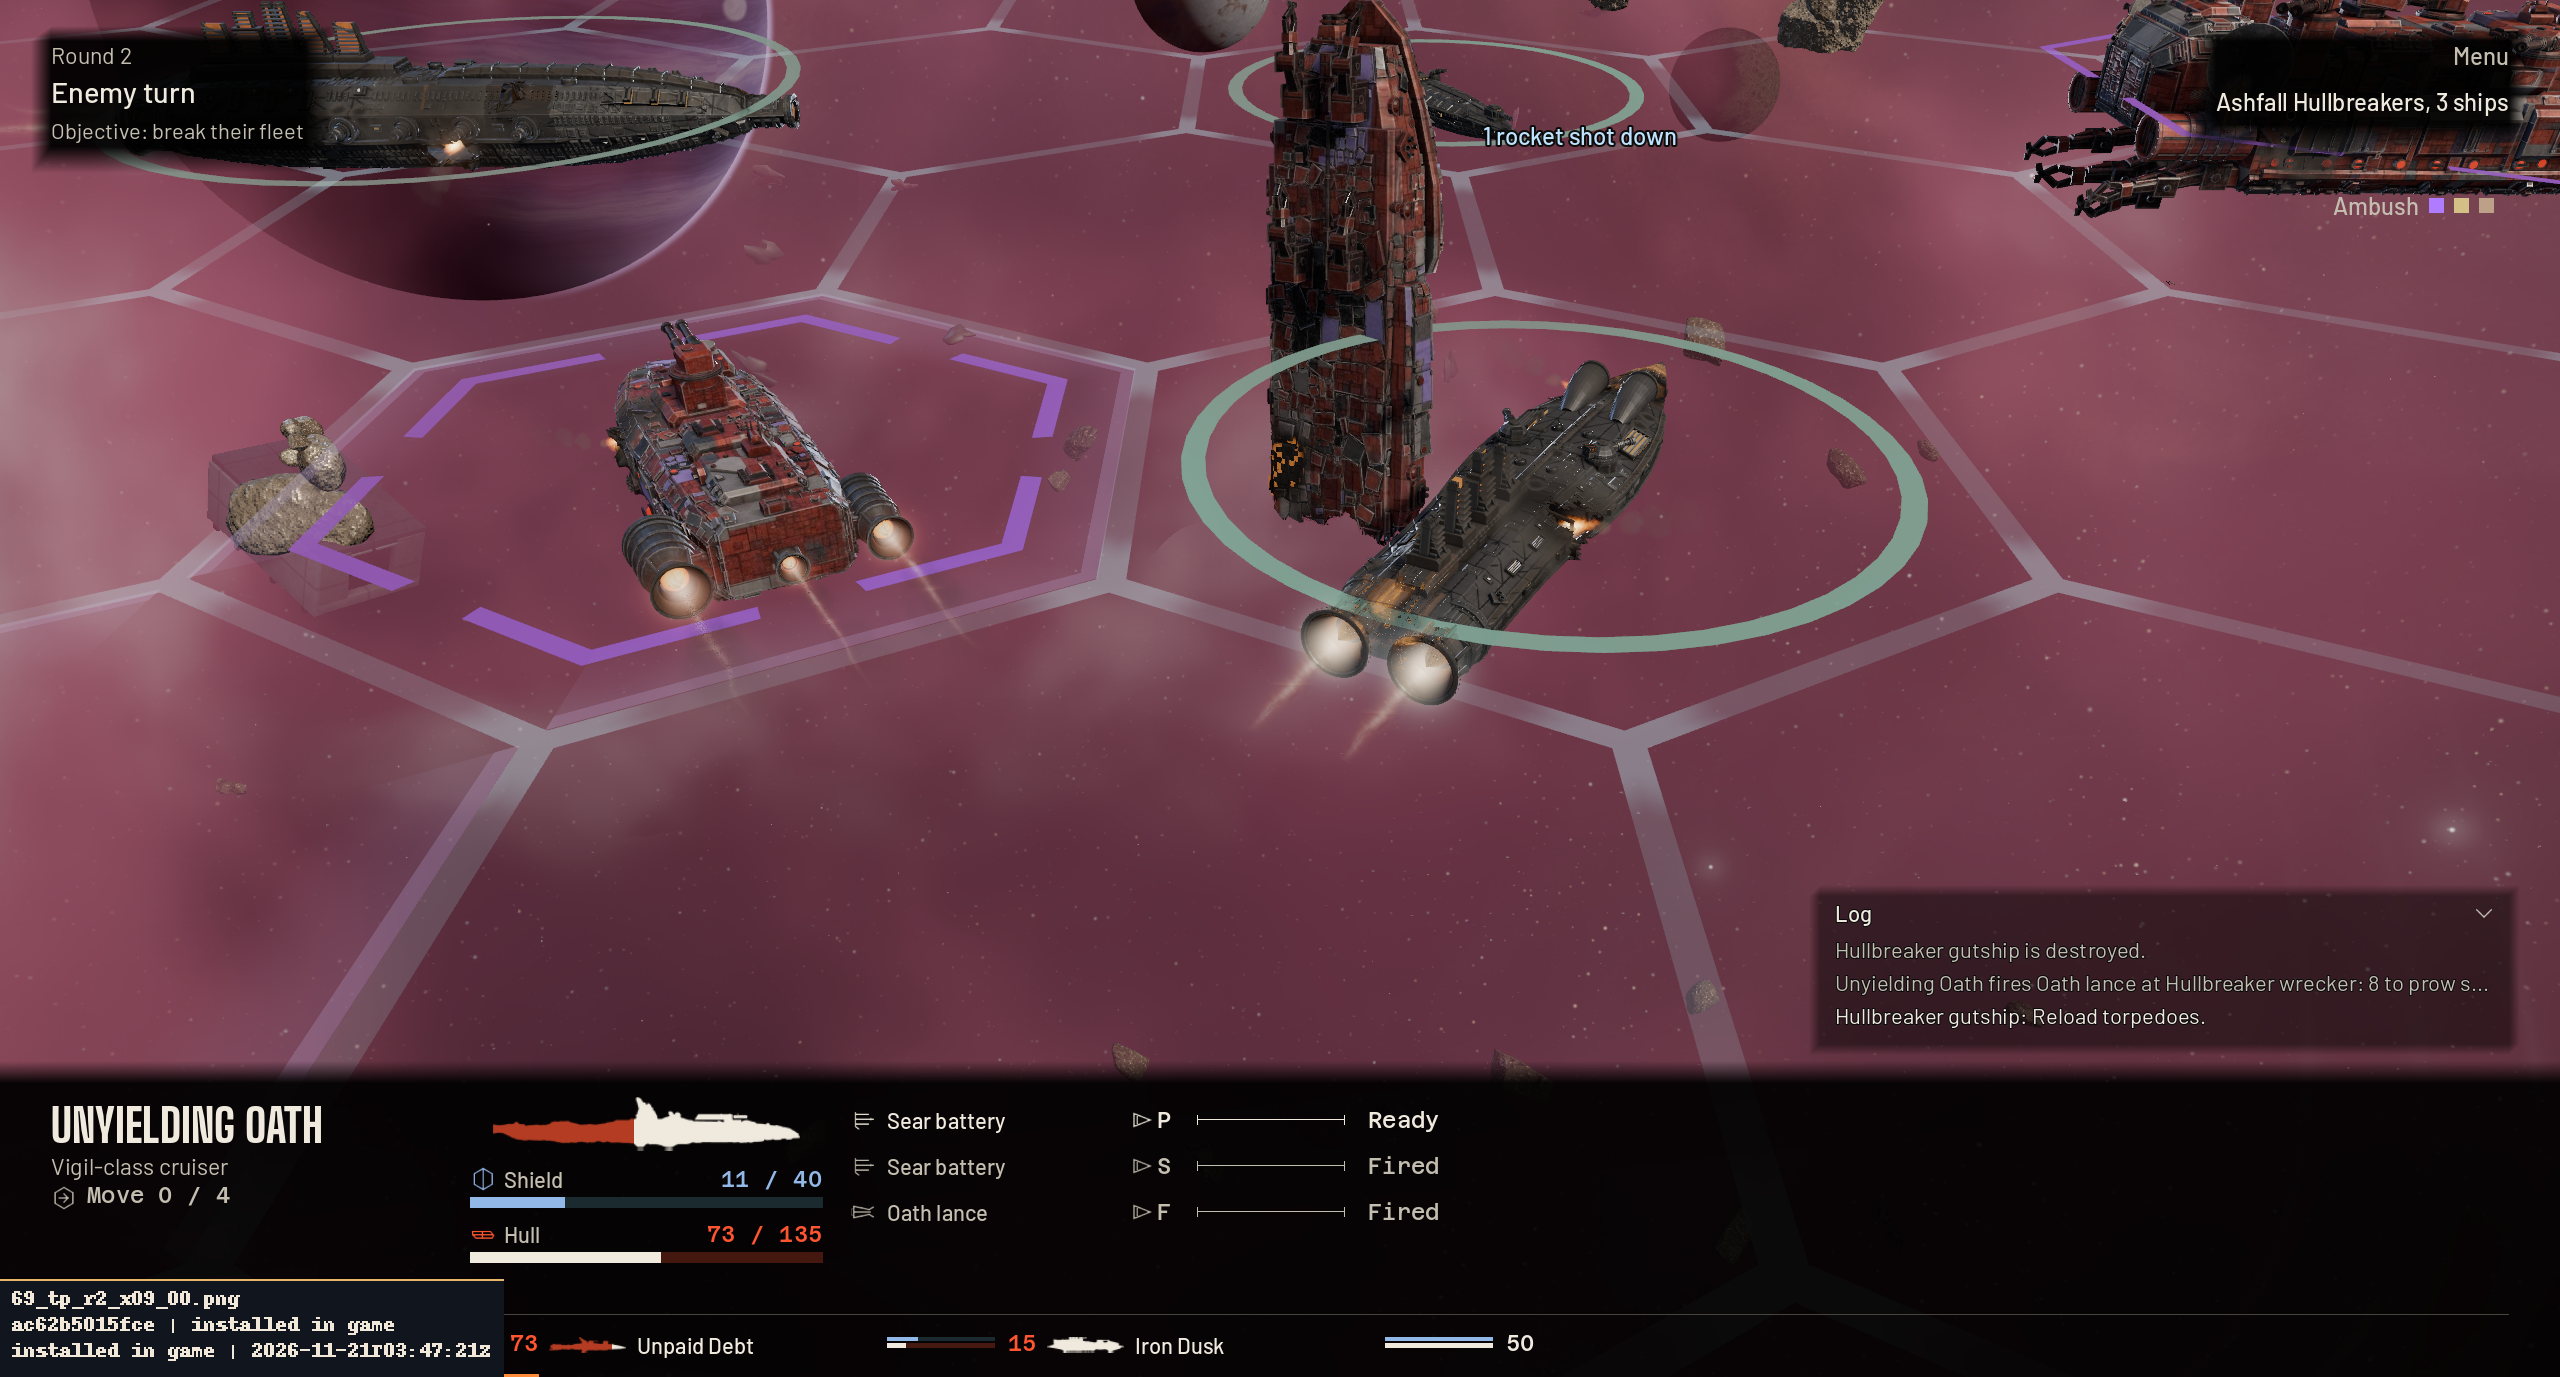 Round 2
Enemy turn
Objective: break their fleet
Menu
Ashfall Hullbreakers, 3 ships
1 rocket shot down
Ambush
Log
Hullbreaker gutship is destroyed.
Unyielding Oath fires Oath lance at Hullbreaker wrecker: 8 to prow s...
Hullbreaker gutship: Reload torpedoes.
UNYIELDING OATH
Vigil-class cruiser
Move 0 / 4
Shield 11 / 40
Hull 73 / 135
Sear battery P Ready
Sear battery S Fired
Oath lance F Fired
69_tp_r2_x09_00.png
ac62b5015fce | installed in game
installed in game | 2026-11-21T03:47:21Z
73 Unpaid Debt 15 Iron Dusk 50